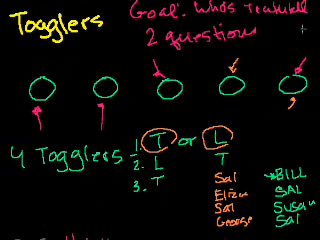 Togglers
Goal: Who's truthful
2 questions
4 Togglers
1. T or L
2. L T
3. T
Sal
Eliza
Sal
George
BILL
SAL
Susan
Sal